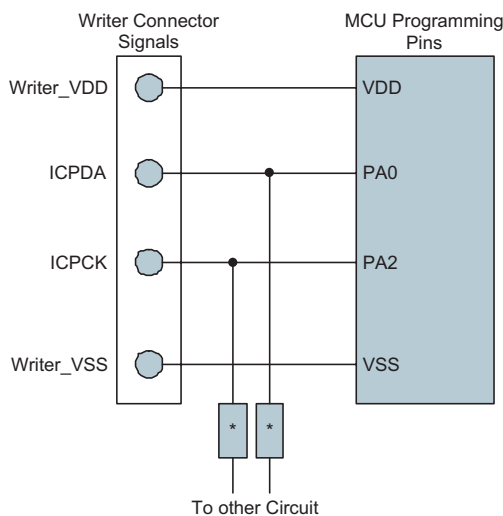 Writer Connector
Signals
MCU Programming
Pins
Writer_VDD
VDD
ICPDA
PA0
ICPCK
PA2
Writer_VSS
VSS
*
*
To other Circuit